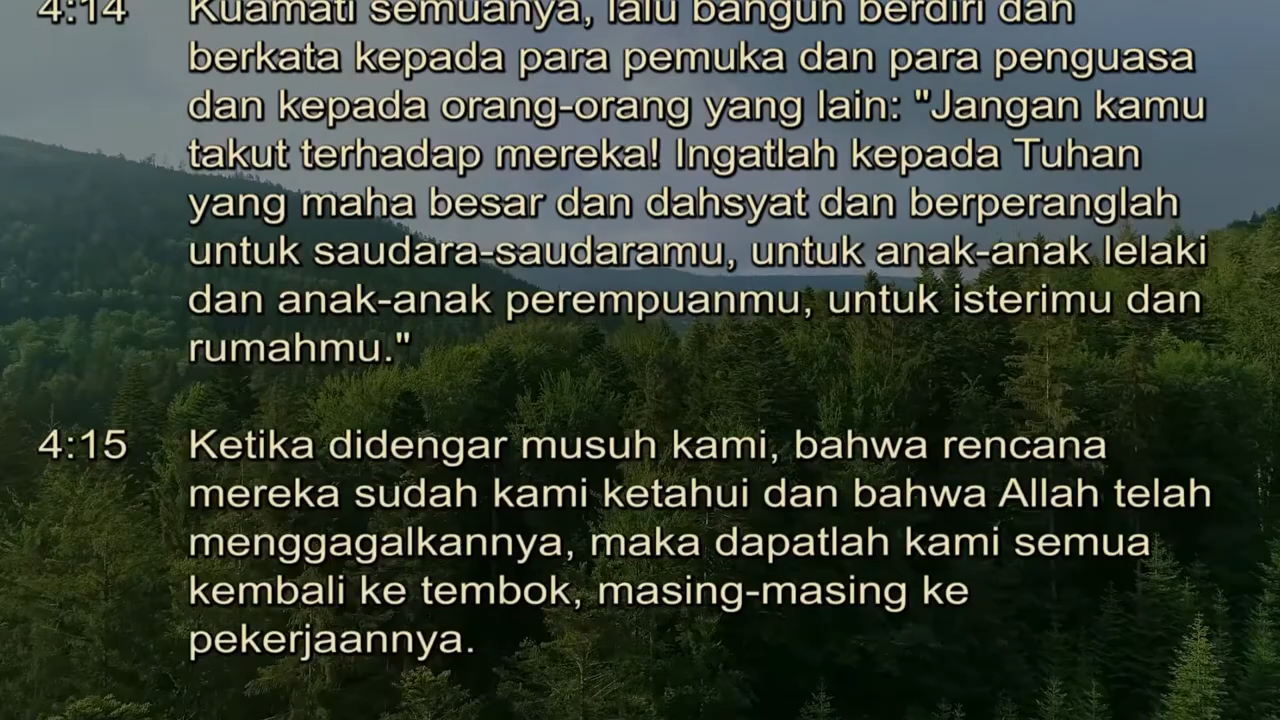 4:14 Kuamati semuanya, lalu bangun berdiri dan
berkata kepada para pemuka dan para penguasa
dan kepada orang-orang yang lain: "Jangan kamu
takut terhadap mereka! Ingatlah kepada Tuhan
yang maha besar dan dahsyat dan berperanglah
untuk saudara-saudaramu, untuk anak-anak lelaki
dan anak-anak perempuanmu, untuk isterimu dan
rumahmu."
4:15 Ketika didengar musuh kami, bahwa rencana
mereka sudah kami ketahui dan bahwa Allah telah
menggagalkannya, maka dapatlah kami semua
kembali ke tembok, masing-masing ke
pekerjaannya.